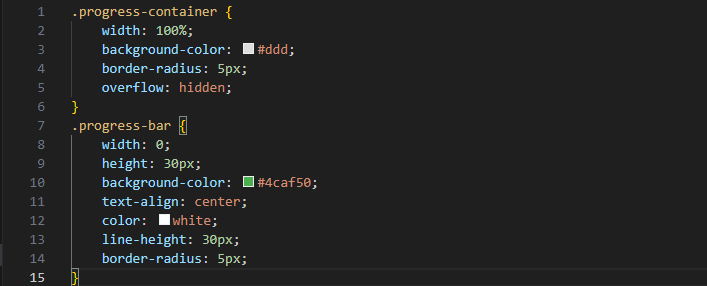 1 .progress-container {
2     width: 100%;
3     background-color: #ddd;
4     border-radius: 5px;
5     overflow: hidden;
6 }
7 .progress-bar {
8     width: 0;
9     height: 30px;
10     background-color: #4caf50;
11     text-align: center;
12     color: white;
13     line-height: 30px;
14     border-radius: 5px;
15 }